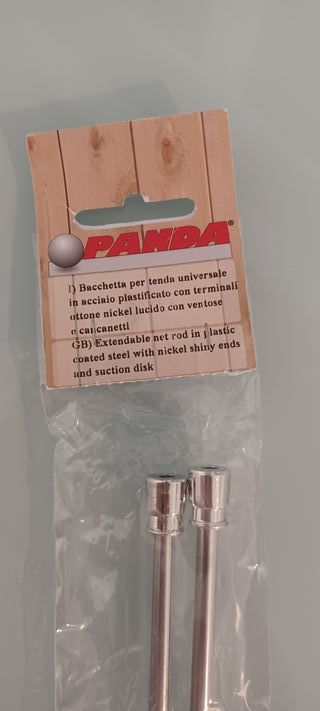 PANDA®
I) Bacchetta per tenda universale
in acciaio plastificato con terminali
ottone nickel lucido con ventose
e cancanetti
GB) Extendable net rod in plastic
coated steel with nickel shiny ends
and suction disk